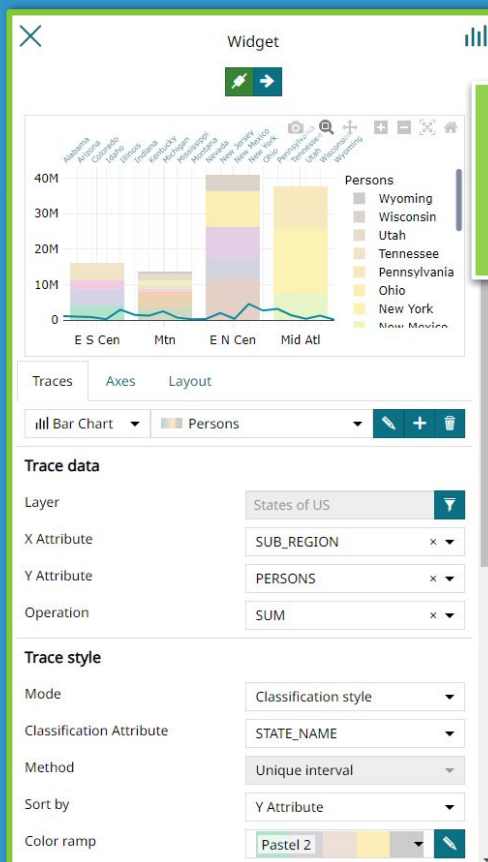 Widget
Alabama
Arizona
Colorado
Idaho
Illinois
Indiana
Kentucky
Michigan
Mississippi
Montana
Nevada
New Jersey
New Mexico
New York
Ohio
Pennsylvania
Tennessee
Utah
Wisconsin
Wyoming
40M
30M
20M
10M
0
E S Cen Mtn E N Cen Mid Atl
Persons
Wyoming
Wisconsin
Utah
Tennessee
Pennsylvania
Ohio
New York
New Mexico
Traces Axes Layout
Bar Chart Persons
Trace data
Layer States of US
X Attribute SUB_REGION
Y Attribute PERSONS
Operation SUM
Trace style
Mode Classification style
Classification Attribute STATE_NAME
Method Unique interval
Sort by Y Attribute
Color ramp Pastel 2